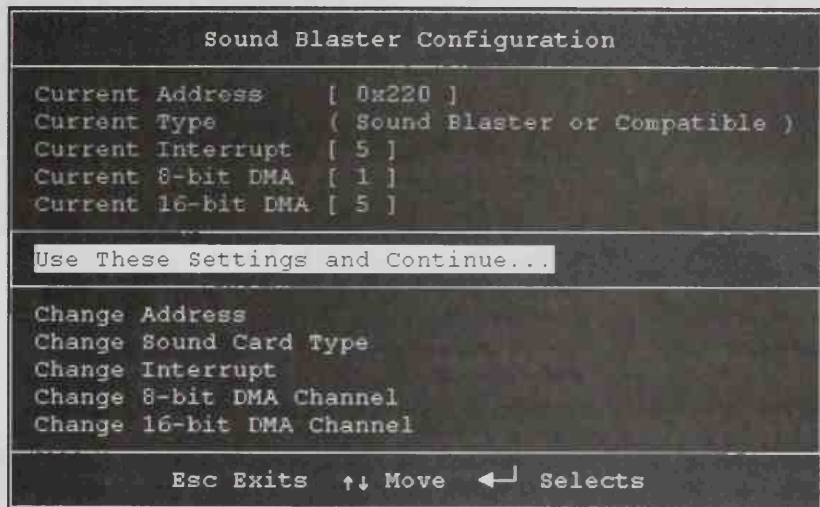 Sound Blaster Configuration
Current Address [ 0x220 ]
Current Type ( Sound Blaster or Compatible )
Current Interrupt [ 5 ]
Current 8-bit DMA [ 1 ]
Current 16-bit DMA [ 5 ]
Use These Settings and Continue...
Change Address
Change Sound Card Type
Change Interrupt
Change 8-bit DMA Channel
Change 16-bit DMA Channel
Esc Exits ↑↓ Move ◄┘ Selects